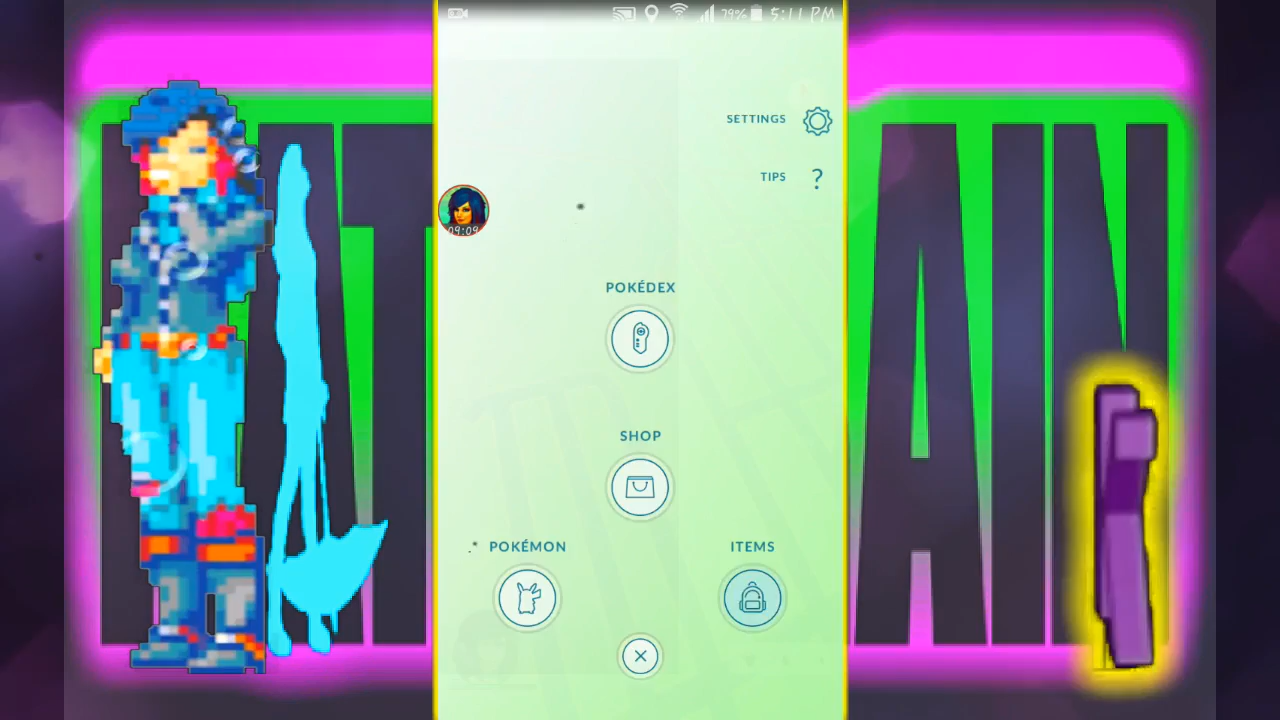 79% 5:11 PM
SETTINGS
TIPS ?
09:09
POKÉDEX
SHOP
POKÉMON
ITEMS